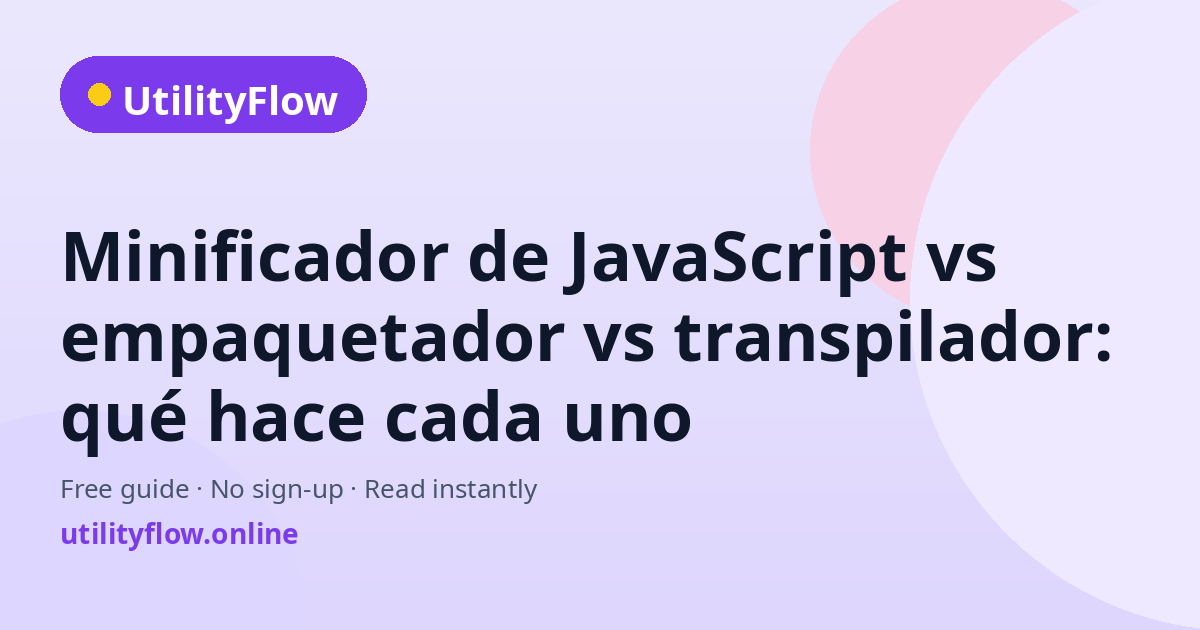 UtilityFlow
Minificador de JavaScript vs
empaquetador vs transpilador:
qué hace cada uno
Free guide · No sign-up · Read instantly
utilityflow.online